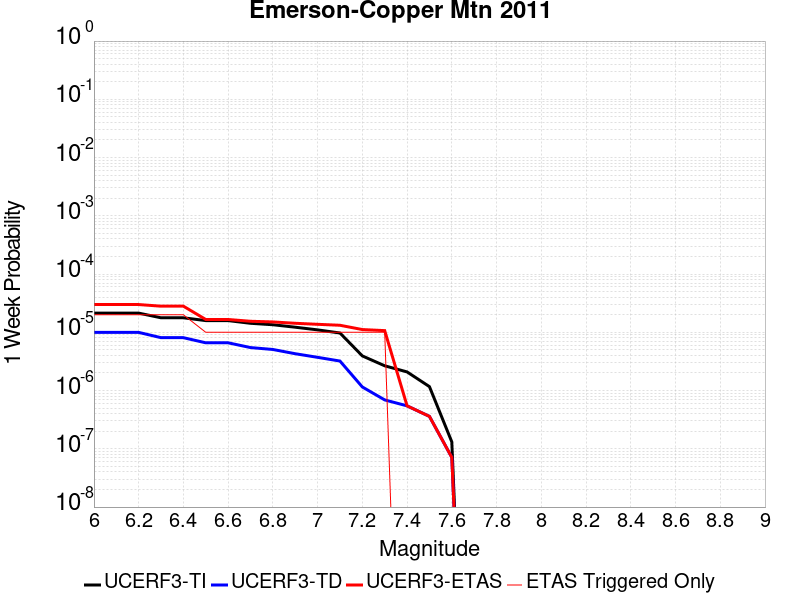 Emerson-Copper Mtn 2011
10^0
10^-1
10^-2
10^-3
10^-4
10^-5
10^-6
10^-7
10^-8
1 Week Probability
6 6.2 6.4 6.6 6.8 7 7.2 7.4 7.6 7.8 8 8.2 8.4 8.6 8.8 9
Magnitude
UCERF3-TI UCERF3-TD UCERF3-ETAS ETAS Triggered Only